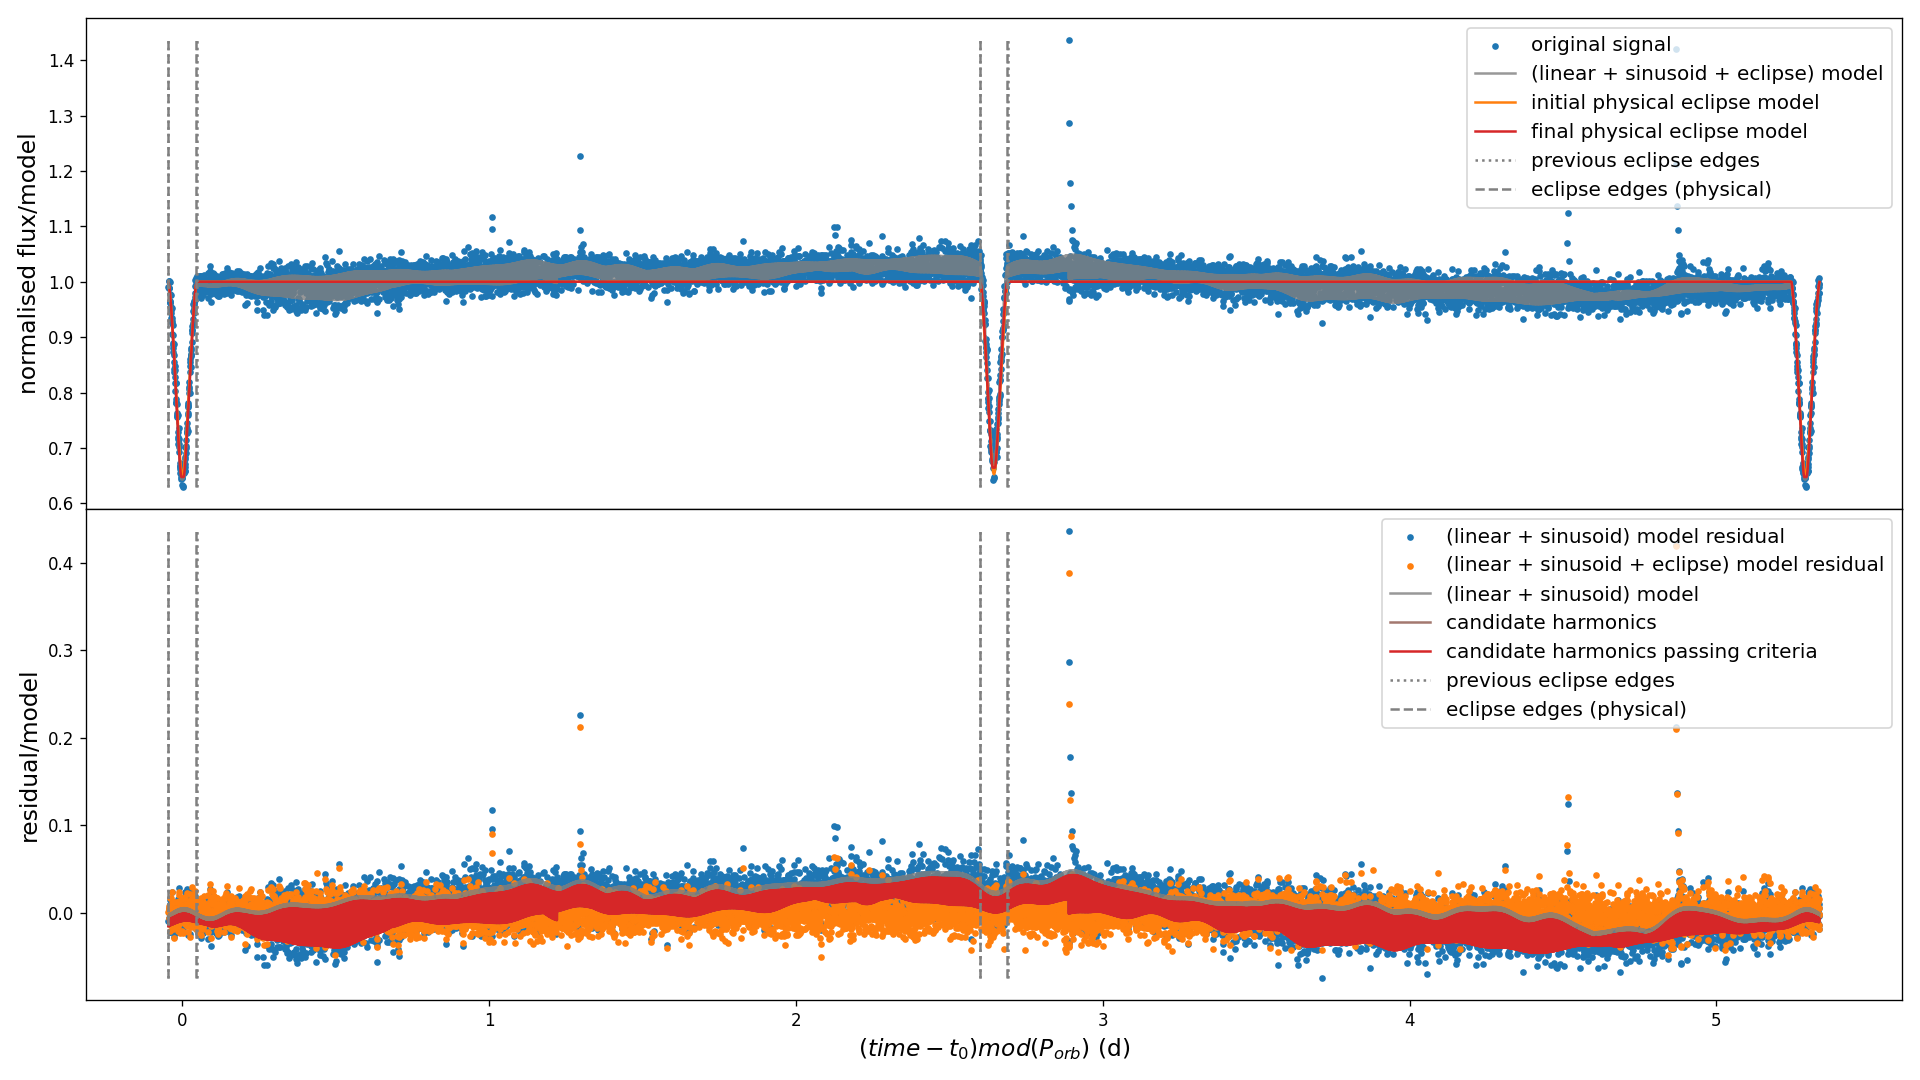 1.4
1.3
1.2
1.1
1.0
0.9
0.8
0.7
0.6
normalised flux/model
original signal
(linear + sinusoid + eclipse) model
initial physical eclipse model
final physical eclipse model
previous eclipse edges
eclipse edges (physical)
0.4
0.3
0.2
0.1
0.0
residual/model
(linear + sinusoid) model residual
(linear + sinusoid + eclipse) model residual
(linear + sinusoid) model
candidate harmonics
candidate harmonics passing criteria
previous eclipse edges
eclipse edges (physical)
0 1 2 3 4 5
(time − t₀)mod(P_orb) (d)